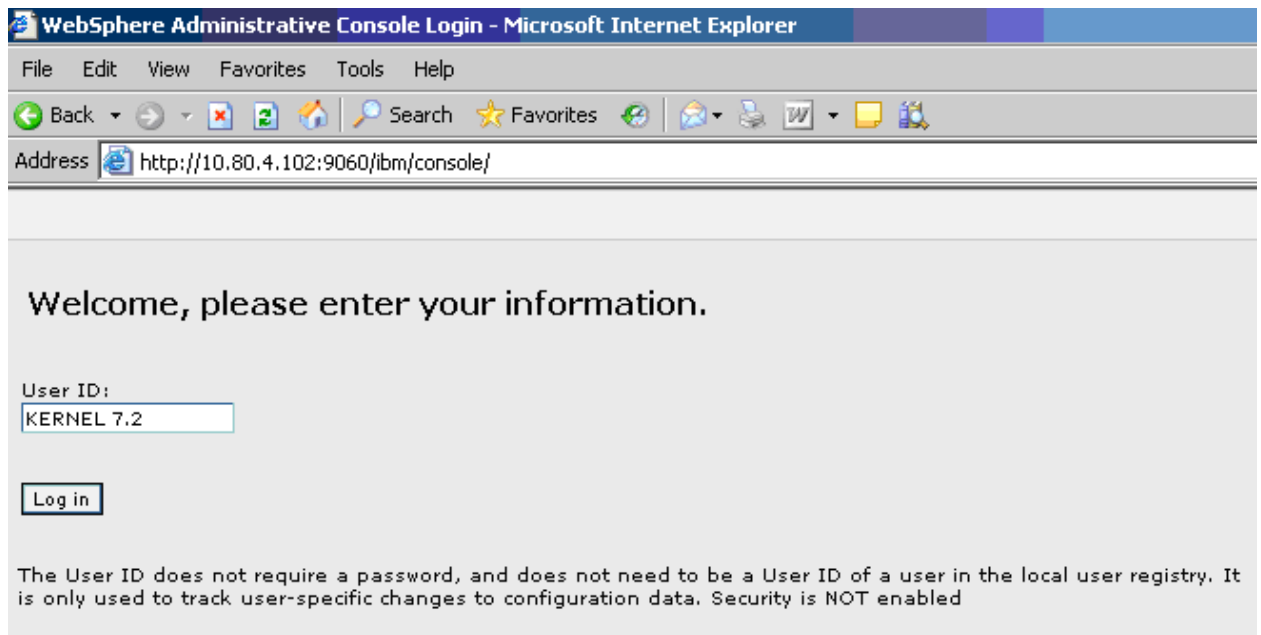 WebSphere Administrative Console Login - Microsoft Internet Explorer
File Edit View Favorites Tools Help
Back Search Favorites
Address http://10.80.4.102:9060/ibm/console/
Welcome, please enter your information.
User ID:
KERNEL 7.2
Log in
The User ID does not require a password, and does not need to be a User ID of a user in the local user registry. It
is only used to track user-specific changes to configuration data. Security is NOT enabled